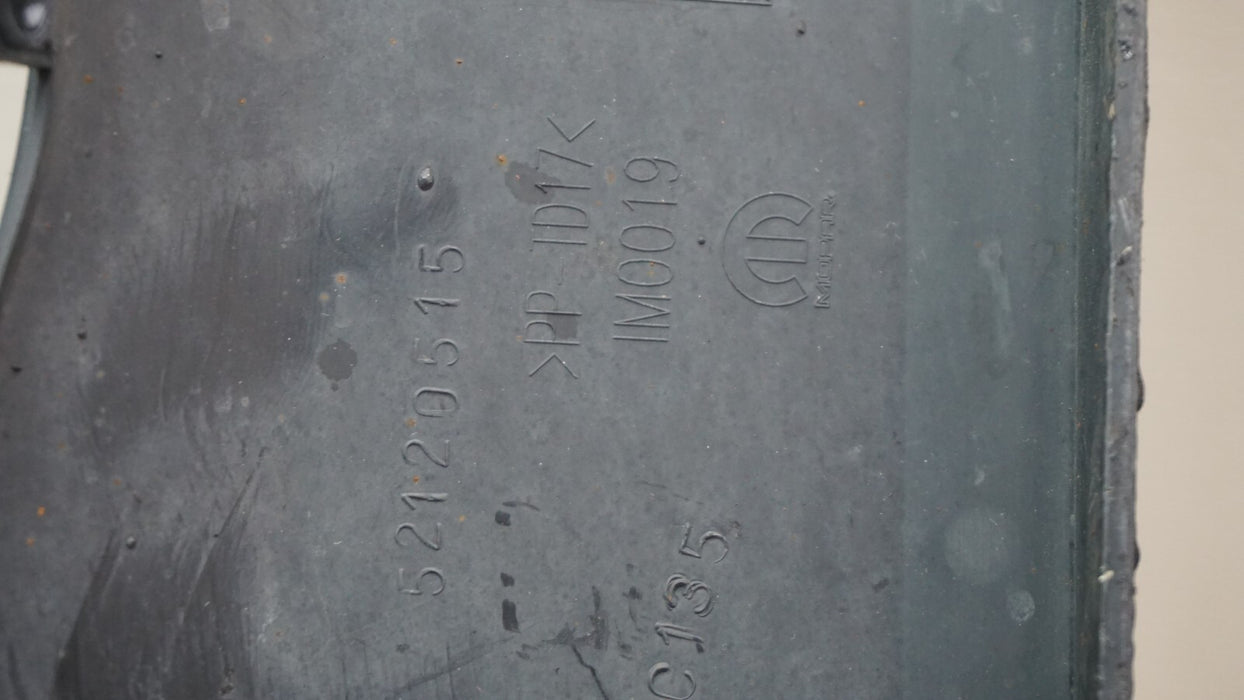 52120515
>PP-TD17<
IM0019
MOPAR
C135